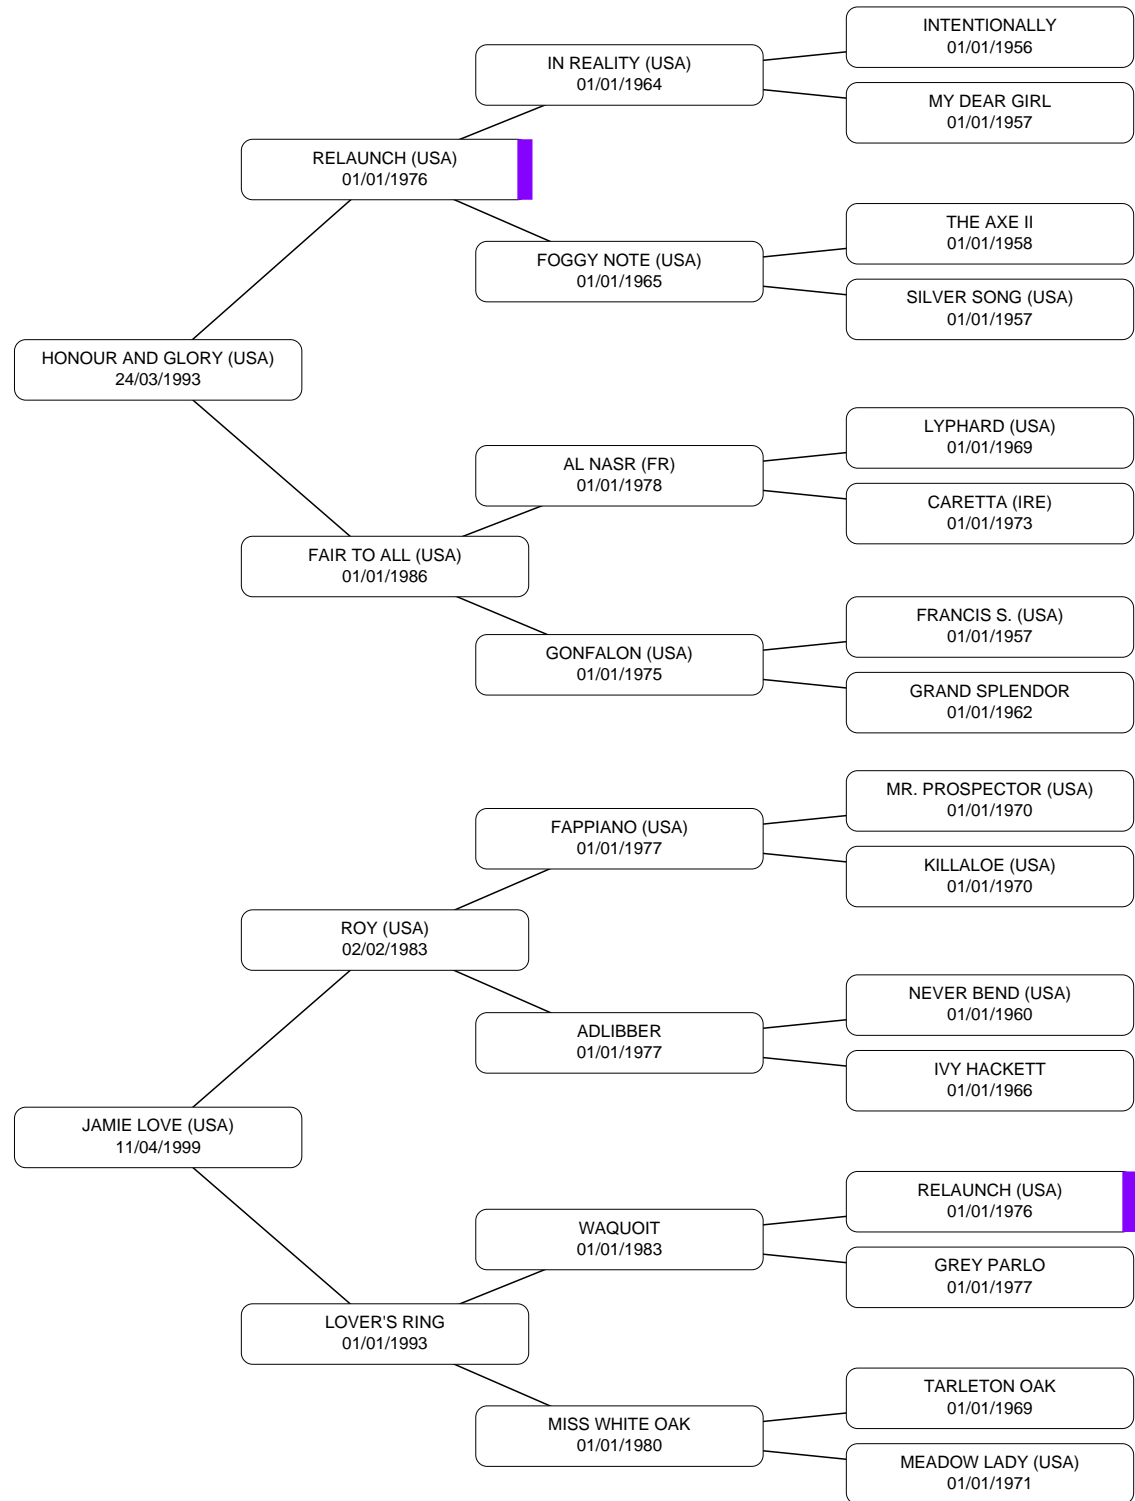 INTENTIONALLY
01/01/1956
IN REALITY (USA)
01/01/1964
MY DEAR GIRL
01/01/1957
RELAUNCH (USA)
01/01/1976
THE AXE II
01/01/1958
FOGGY NOTE (USA)
01/01/1965
SILVER SONG (USA)
01/01/1957
HONOUR AND GLORY (USA)
24/03/1993
LYPHARD (USA)
01/01/1969
AL NASR (FR)
01/01/1978
CARETTA (IRE)
01/01/1973
FAIR TO ALL (USA)
01/01/1986
FRANCIS S. (USA)
01/01/1957
GONFALON (USA)
01/01/1975
GRAND SPLENDOR
01/01/1962
MR. PROSPECTOR (USA)
01/01/1970
FAPPIANO (USA)
01/01/1977
KILLALOE (USA)
01/01/1970
ROY (USA)
02/02/1983
NEVER BEND (USA)
01/01/1960
ADLIBBER
01/01/1977
IVY HACKETT
01/01/1966
JAMIE LOVE (USA)
11/04/1999
RELAUNCH (USA)
01/01/1976
WAQUOIT
01/01/1983
GREY PARLO
01/01/1977
LOVER'S RING
01/01/1993
TARLETON OAK
01/01/1969
MISS WHITE OAK
01/01/1980
MEADOW LADY (USA)
01/01/1971